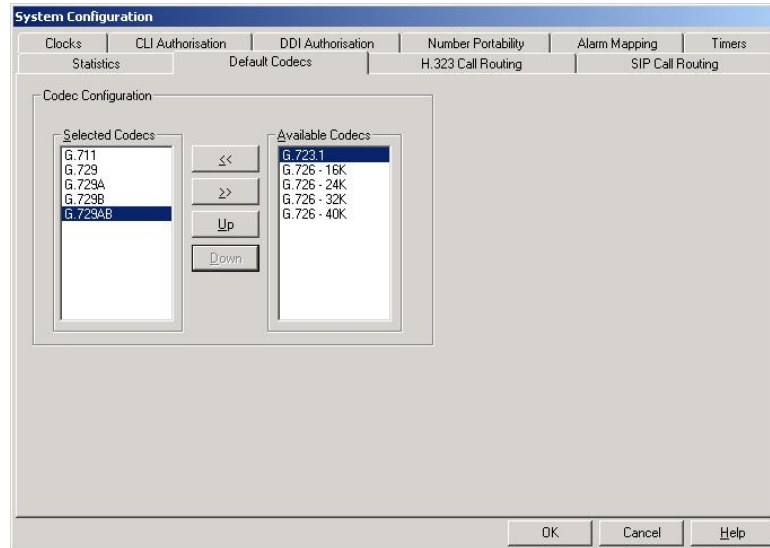 System Configuration
Clocks CLI Authorisation DDI Authorisation Number Portability Alarm Mapping Timers
Statistics Default Codecs H.323 Call Routing SIP Call Routing
Codec Configuration
Selected Codecs
G.711
G.729
G.729A
G.729B
G.729AB
<<
>>
Up
Down
Available Codecs
G.723.1
G.726 - 16K
G.726 - 24K
G.726 - 32K
G.726 - 40K
OK Cancel Help